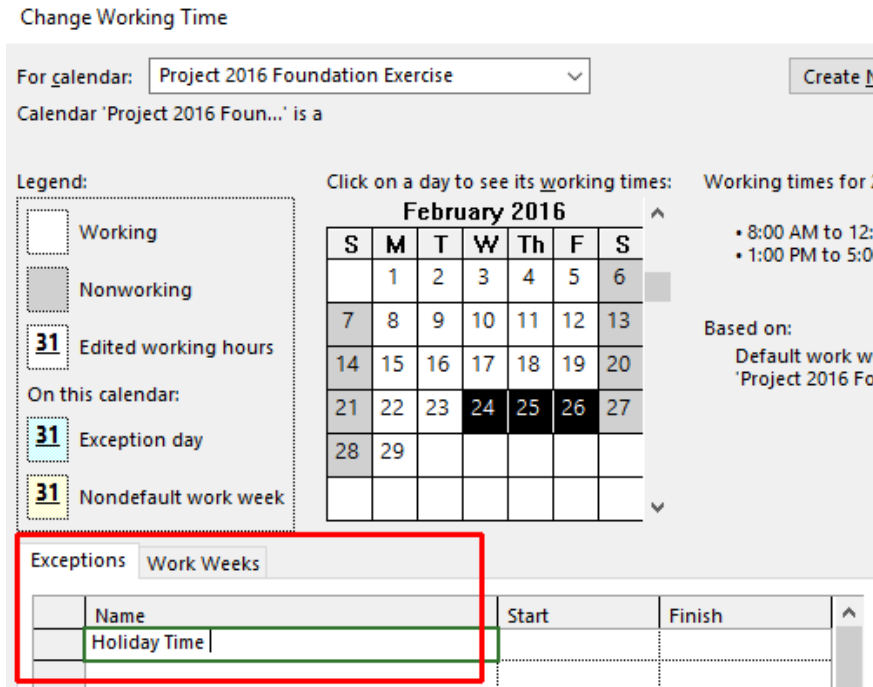 Change Working Time
For calendar: Project 2016 Foundation Exercise
Create
Calendar 'Project 2016 Foun...' is a
Legend:
Working
Nonworking
31 Edited working hours
On this calendar:
31 Exception day
31 Nondefault work week
Click on a day to see its working times:
February 2016
S M T W Th F S
1 2 3 4 5 6
7 8 9 10 11 12 13
14 15 16 17 18 19 20
21 22 23 24 25 26 27
28 29
Working times for
• 8:00 AM to 12:
• 1:00 PM to 5:0
Based on:
Default work w
'Project 2016 Fo
Exceptions Work Weeks
Name Start Finish
Holiday Time